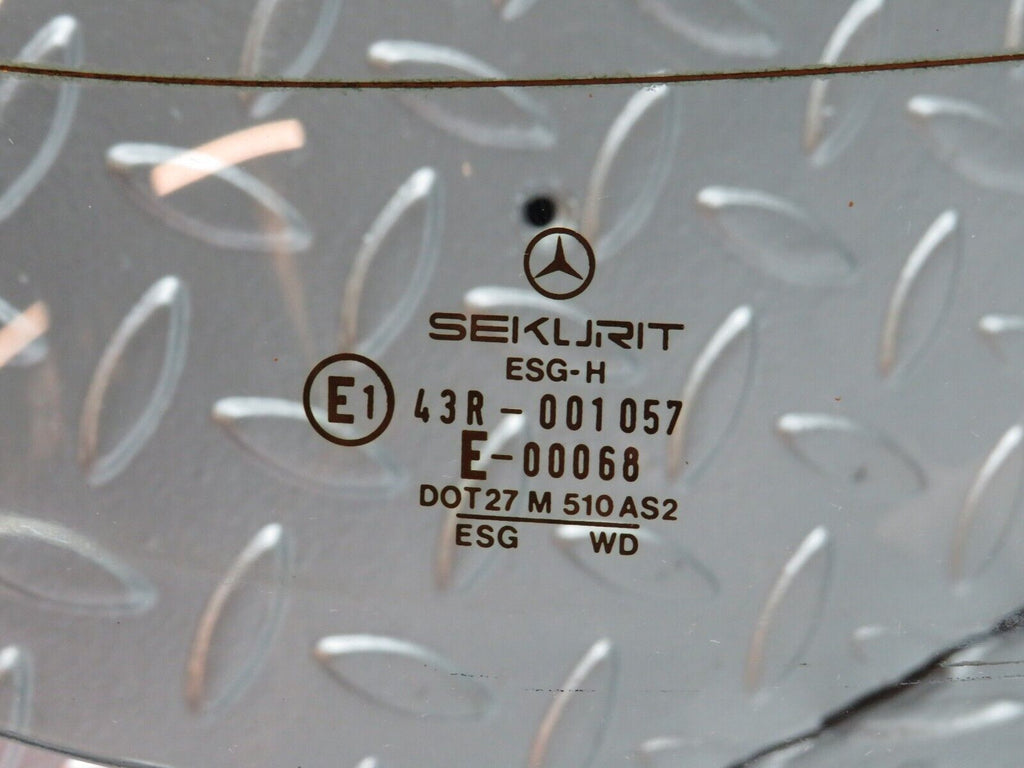 SEKURIT
ESG-H
E1 43R - 001057
E-00068
DOT27 M 510AS2
ESG WD